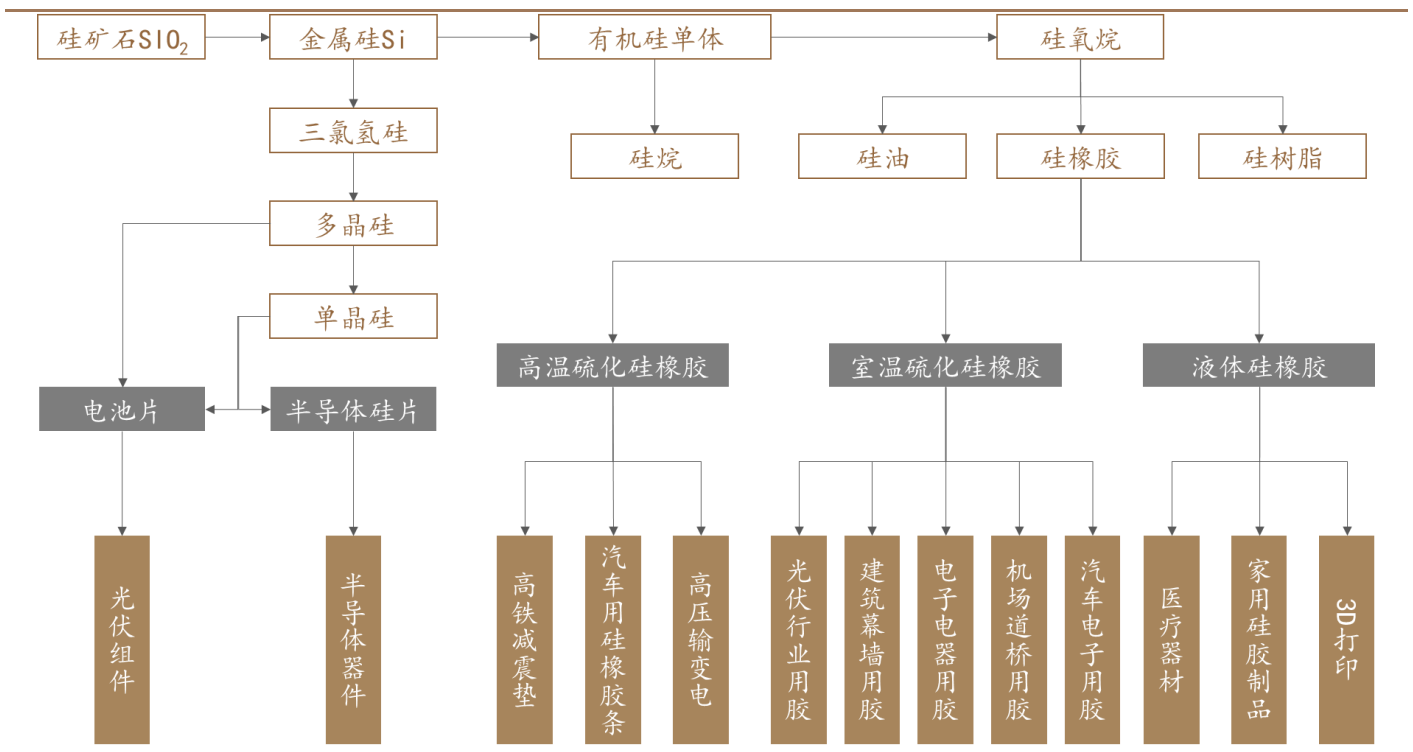 硅矿石SIO₂
金属硅Si
有机硅单体
硅氧烷
三氯氢硅
硅烷
硅油
硅橡胶
硅树脂
多晶硅
单晶硅
高温硫化硅橡胶
室温硫化硅橡胶
液体硅橡胶
电池片
半导体硅片
光伏组件
半导体器件
高铁减震垫
汽车用硅橡胶条
高压输变电
光伏行业用胶
建筑幕墙用胶
电子电器用胶
机场道桥用胶
汽车电子用胶
医疗器材
家用硅胶制品
3D打印